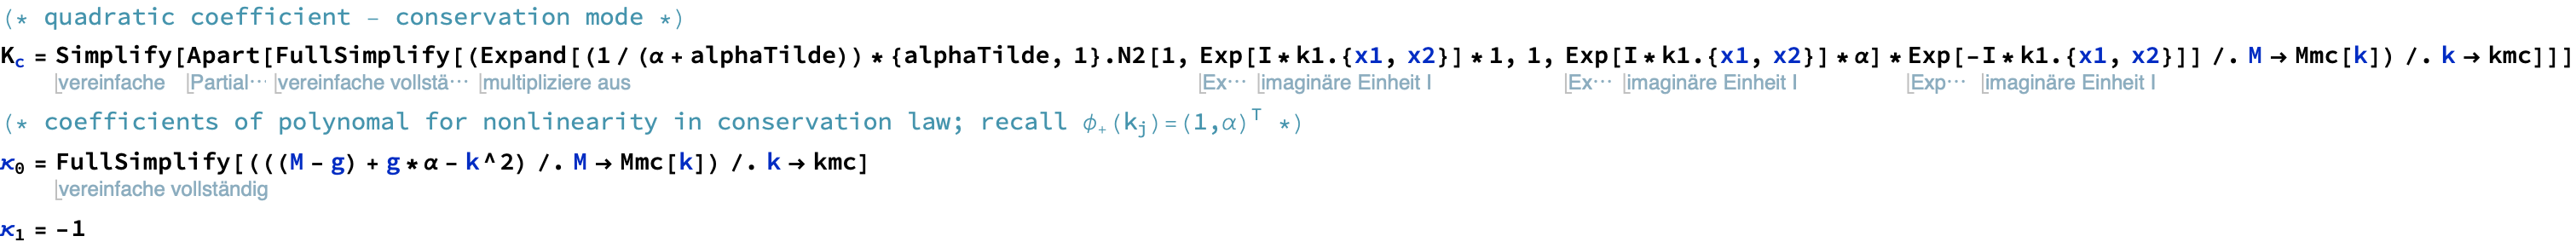 (* quadratic coefficient – conservation mode *)
Kc = Simplify[Apart[FullSimplify[(Expand[(1 / (α + alphaTilde)) * {alphaTilde, 1}.N2[1, Exp[I * k1.{x1, x2}] * 1, 1, Exp[I * k1.{x1, x2}] * α] * Exp[-I * k1.{x1, x2}]] /. M → Mmc[k]) /. k → kmc]]]
vereinfache Partial⋯ vereinfache vollstä⋯ multipliziere aus Ex⋯ imaginäre Einheit I Ex⋯ imaginäre Einheit I Exp⋯ imaginäre Einheit I
(* coefficients of polynomal for nonlinearity in conservation law; recall ϕ₊(kⱼ)=(1,α)ᵀ *)
κ₀ = FullSimplify[(((M - g) + g * α - k^2) /. M → Mmc[k]) /. k → kmc]
vereinfache vollständig
κ₁ = -1